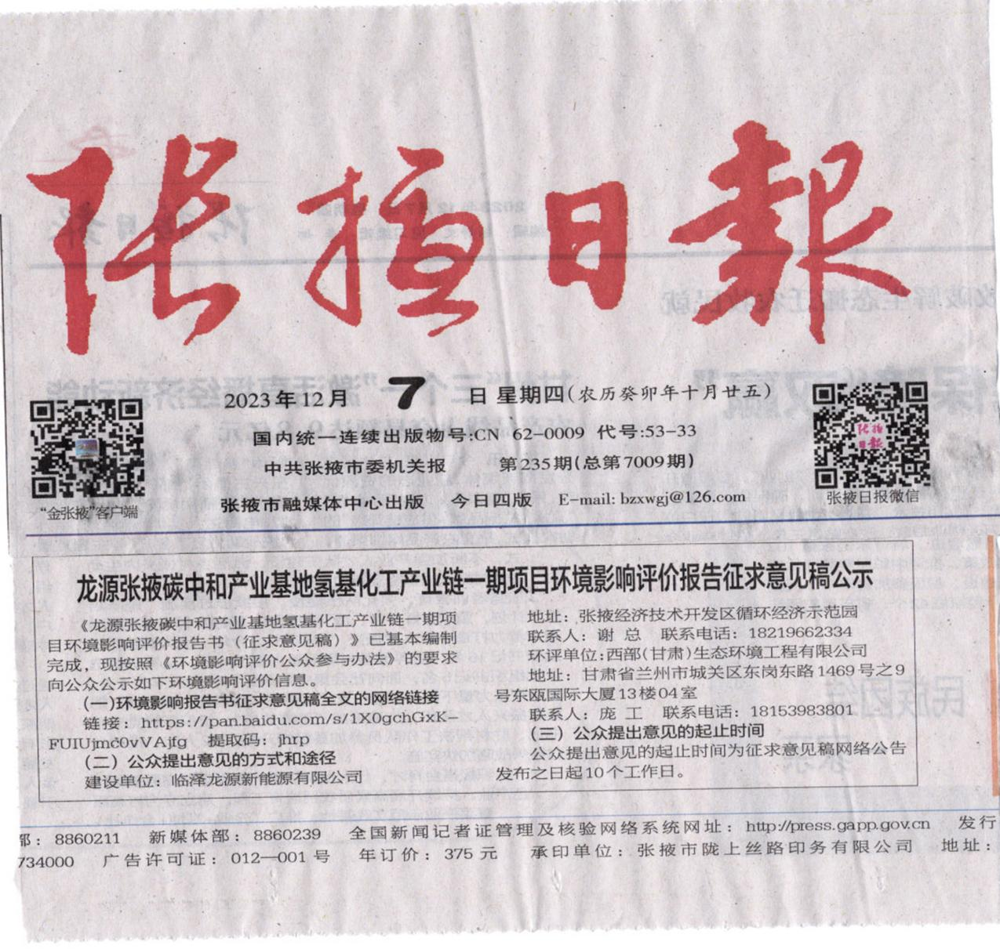 张掖日報
2023年12月 7 日 星期四(农历癸卯年十月廿五)
国内统一连续出版物号:CN 62-0009 代号:53-33
中共张掖市委机关报 第235期(总第7009期)
张掖市融媒体中心出版 今日四版 E-mail: bzxwgj@126.com
“金张掖”客户端
张掖日报微信
龙源张掖碳中和产业基地氢基化工产业链一期项目环境影响评价报告征求意见稿公示
《龙源张掖碳中和产业基地氢基化工产业链一期项
目环境影响评价报告书（征求意见稿）》已基本编制
完成，现按照《环境影响评价公众参与办法》的要求
向公众公示如下环境影响评价信息。
(一)环境影响报告书征求意见稿全文的网络链接
链接：https://pan.baidu.com/s/1X0gchGxK-
FUIUjmc0vVAjfg 提取码：jhrp
（二）公众提出意见的方式和途径
建设单位：临泽龙源新能源有限公司
地址：张掖经济技术开发区循环经济示范园
联系人：谢 总 联系电话：18219662334
环评单位:西部(甘肃)生态环境工程有限公司
地址：甘肃省兰州市城关区东岗东路1469号之9
号东瓯国际大厦13楼04室
联系人：庞 工 联系电话：18153983801
（三）公众提出意见的起止时间
公众提出意见的起止时间为征求意见稿网络公告
发布之日起10个工作日。
部：8860211 新媒体部：8860239 全国新闻记者证管理及核验网络系统网址：http://press.gapp.gov.cn 发行
734000 广告许可证：012—001号 年订价：375元 承印单位：张掖市陇上丝路印务有限公司 地址：